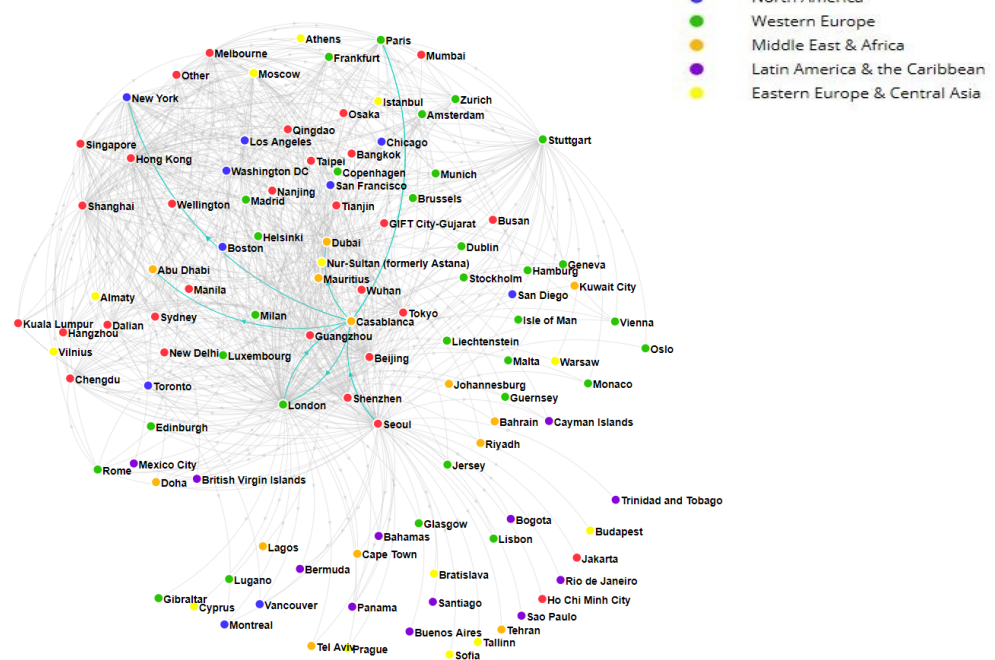 North America
Western Europe
Middle East & Africa
Latin America & the Caribbean
Eastern Europe & Central Asia
Athens
Paris
Melbourne
Frankfurt
Mumbai
Other
Moscow
New York
Istanbul
Zurich
Osaka
Amsterdam
Qingdao
Singapore
Los Angeles
Chicago
Stuttgart
Hong Kong
Taipei
Bangkok
Washington DC
Copenhagen
Munich
San Francisco
Nanjing
Madrid
Brussels
Shanghai
Wellington
Tianjin
GIFT City-Gujarat
Busan
Helsinki
Boston
Dubai
Dublin
Nur-Sultan (formerly Astana)
Geneva
Abu Dhabi
Hamburg
Mauritius
Stockholm
Kuwait City
Manila
Wuhan
San Diego
Almaty
Sydney
Milan
Tokyo
Casablanca
Isle of Man
Vienna
Kuala Lumpur
Dalian
Hangzhou
Guangzhou
Liechtenstein
Oslo
Vilnius
New Delhi
Luxembourg
Beijing
Malta
Warsaw
Chengdu
Toronto
Johannesburg
Monaco
Shenzhen
Guernsey
London
Seoul
Bahrain
Cayman Islands
Edinburgh
Riyadh
Mexico City
Rome
Jersey
Doha
British Virgin Islands
Trinidad and Tobago
Glasgow
Bogota
Bahamas
Lisbon
Budapest
Lagos
Cape Town
Jakarta
Bermuda
Bratislava
Lugano
Rio de Janeiro
Gibraltar
Cyprus
Vancouver
Panama
Santiago
Ho Chi Minh City
Montreal
Sao Paulo
Buenos Aires
Tehran
Tallinn
Tel Aviv
Prague
Sofia